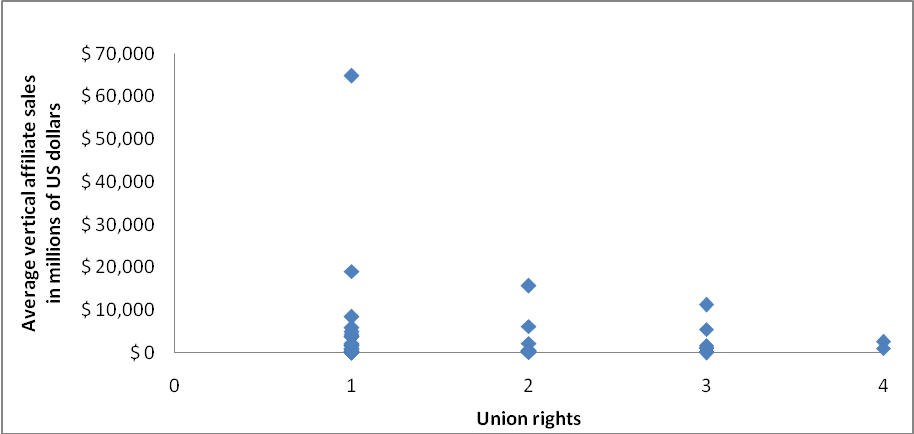 Average vertical affiliate sales
in millions of US dollars
$ 70,000
$ 60,000
$ 50,000
$ 40,000
$ 30,000
$ 20,000
$ 10,000
$ 0
0 1 2 3 4
Union rights